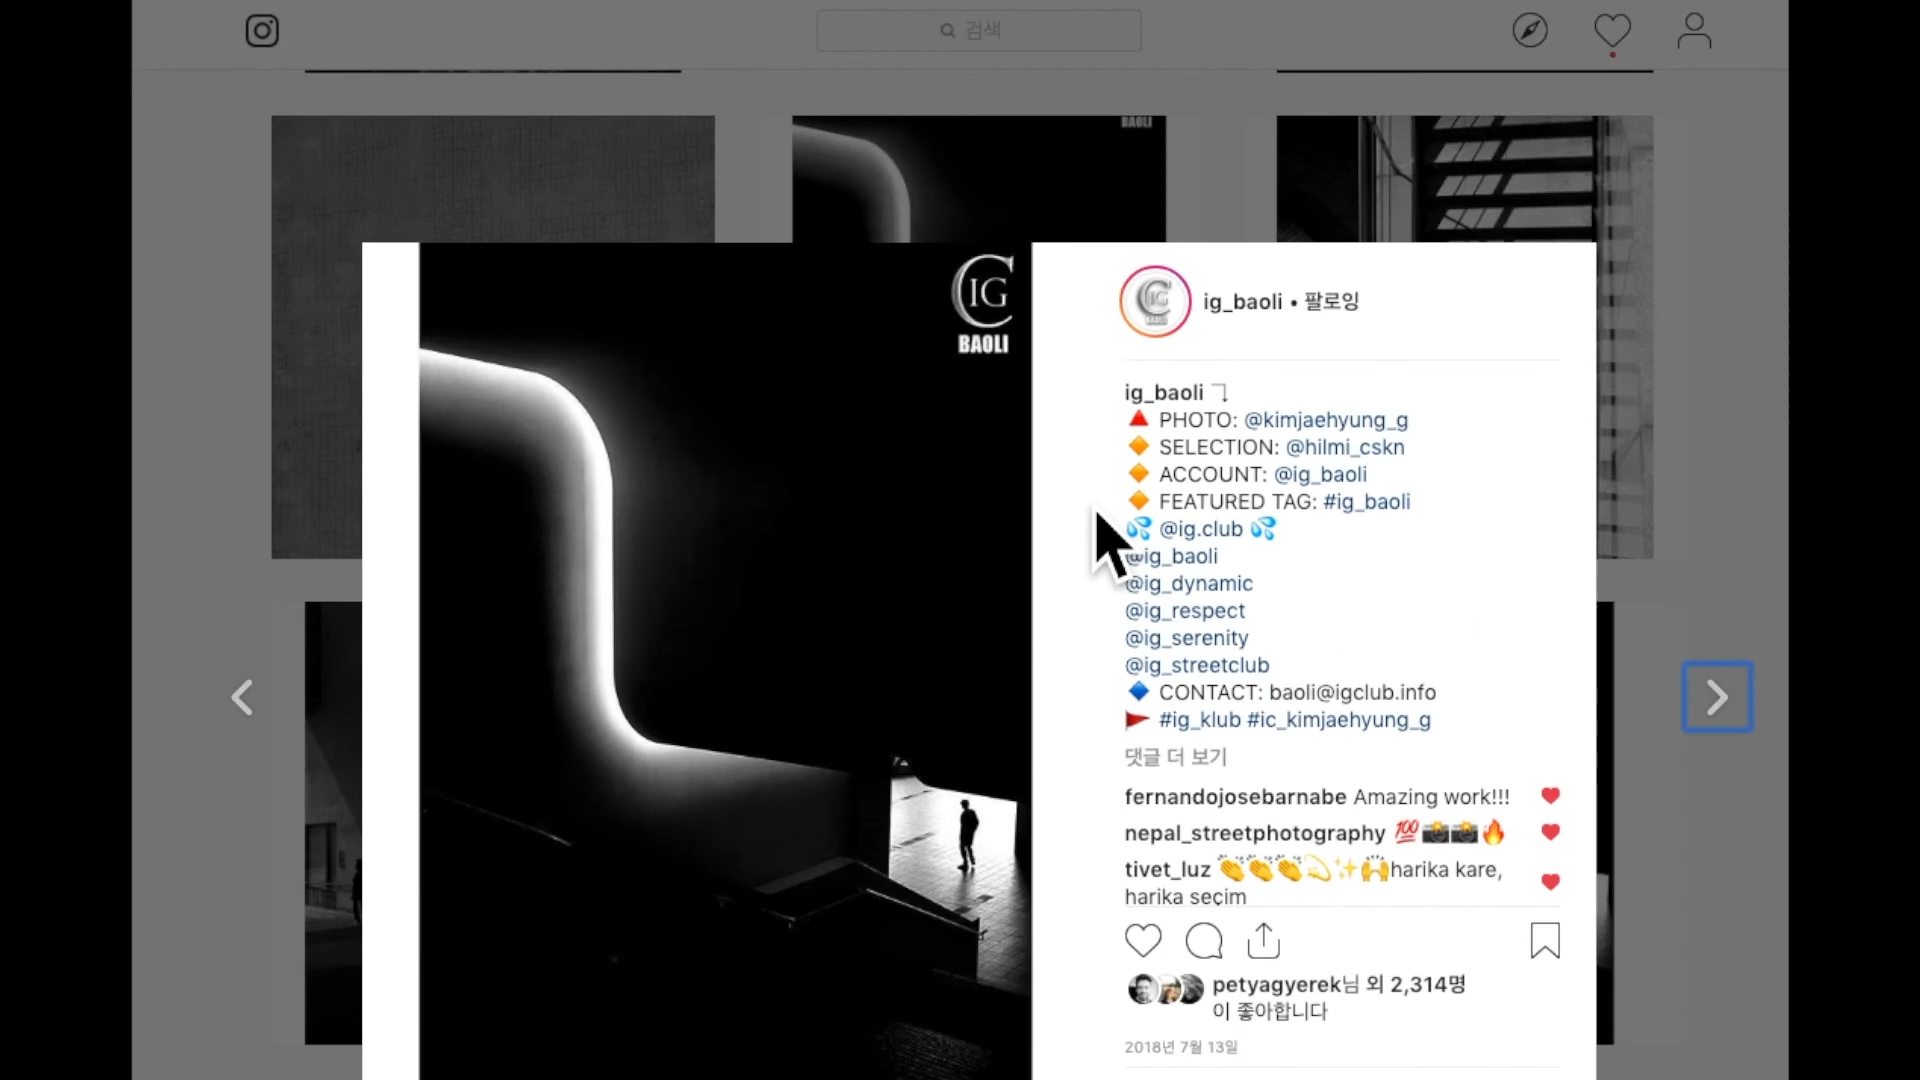 검색
BAOLI
IG
BAOLI
ig_baoli • 팔로잉
ig_baoli
PHOTO: @kimjaehyung_g
SELECTION: @hilmi_cskn
ACCOUNT: @ig_baoli
FEATURED TAG: #ig_baoli
@ig.club
@ig_baoli
@ig_dynamic
@ig_respect
@ig_serenity
@ig_streetclub
CONTACT: baoli@igclub.info
#ig_klub #ic_kimjaehyung_g
댓글 더 보기
fernandojosebarnabe Amazing work!!!
nepal_streetphotography 💯📸📸🔥
tivet_luz 👏👏👏💫✨🙌harika kare,
harika seçim
petyagyerek님 외 2,314명
이 좋아합니다
2018년 7월 13일